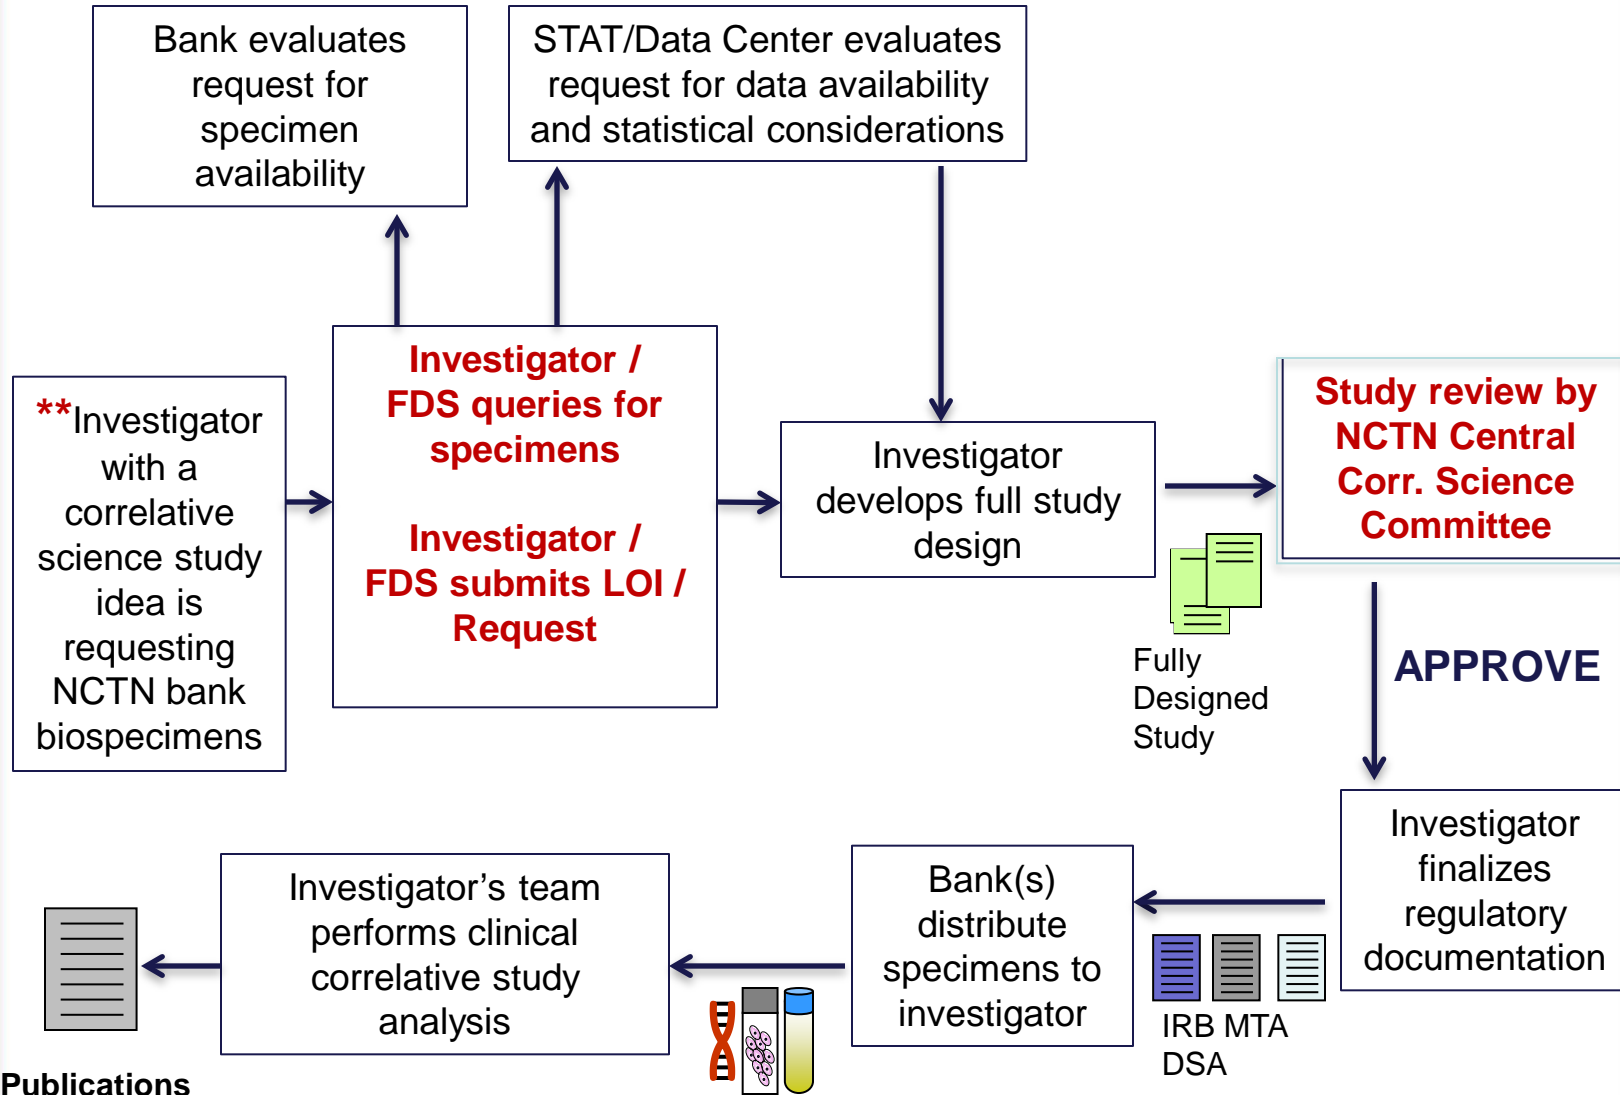 Bank evaluates
request for
specimen
availability
STAT/Data Center evaluates
request for data availability
and statistical considerations
**Investigator
with a
correlative
science study
idea is
requesting
NCTN bank
biospecimens
Investigator /
FDS queries for
specimens
Investigator /
FDS submits LOI /
Request
Investigator
develops full study
design
Study review by
NCTN Central
Corr. Science
Committee
Fully
Designed
Study
APPROVE
Investigator
finalizes
regulatory
documentation
IRB MTA
DSA
Bank(s)
distribute
specimens to
investigator
Investigator’s team
performs clinical
correlative study
analysis
Publications